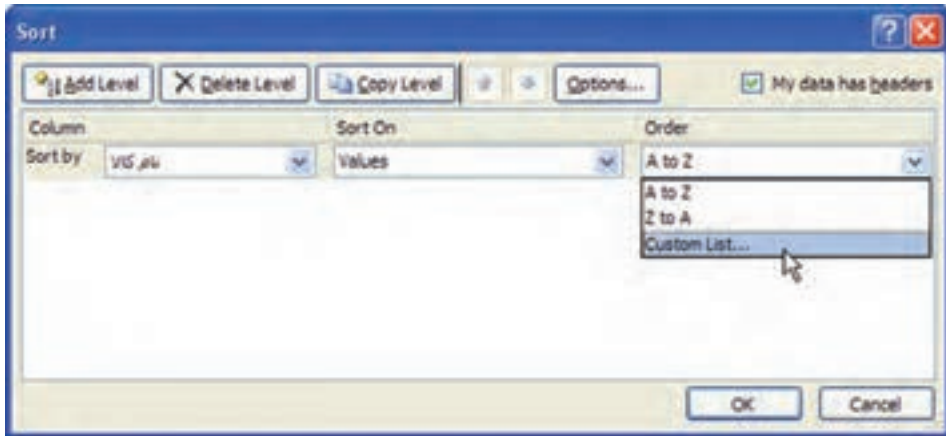 Sort
Add Level Delete Level Copy Level Options... My data has headers
Column Sort On Order
Sort by نام کالا Values A to Z
A to Z
Z to A
Custom List...
OK Cancel